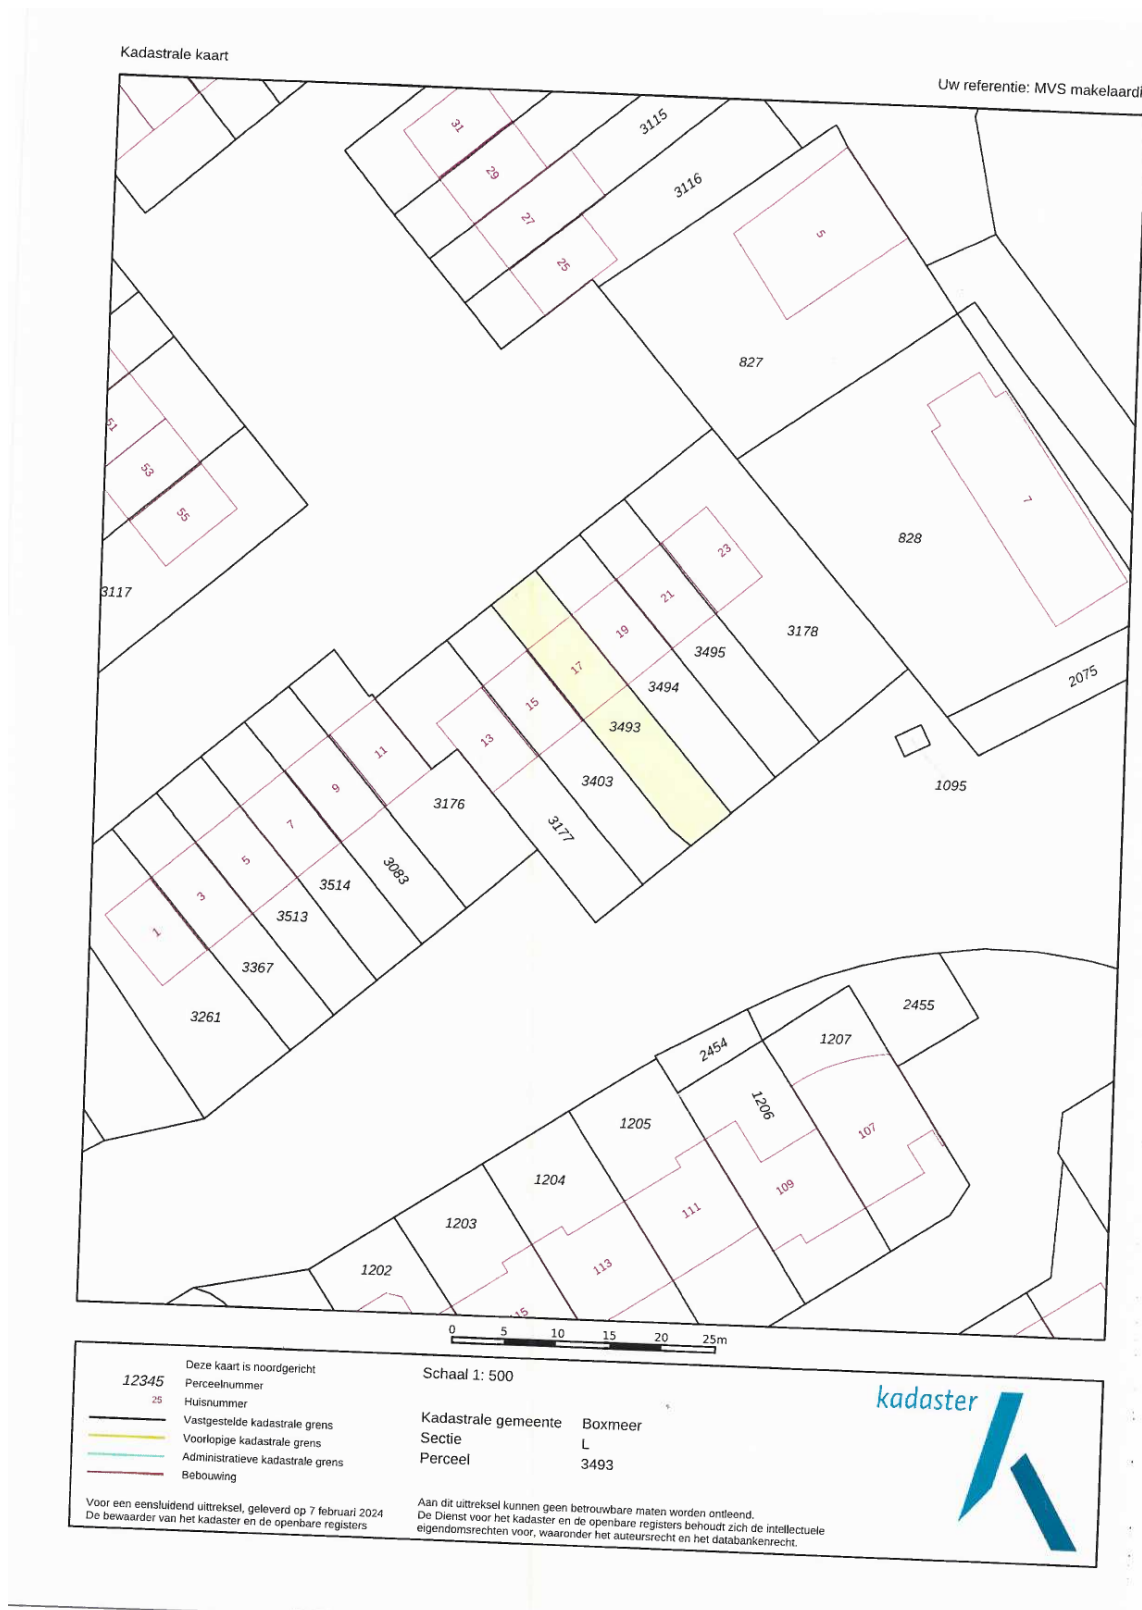 Kadastrale kaart
Uw referentie: MVS makelaardi
31
29
27
25
3115
3116
5
827
51
53
55
3117
7
828
23
21
19
17
15
13
11
9
7
5
3
1
3178
3495
3494
3493
3403
3177
3176
3083
3514
3513
3367
3261
2075
1095
2455
2454
1207
1206
1205
1204
1203
1202
107
109
111
113
15
0 5 10 15 20 25m
Deze kaart is noordgericht
12345 Perceelnummer
25 Huisnummer
Vastgestelde kadastrale grens
Voorlopige kadastrale grens
Administratieve kadastrale grens
Bebouwing
Schaal 1: 500
Kadastrale gemeente Boxmeer
Sectie L
Perceel 3493
kadaster
Voor een eensluidend uittreksel, geleverd op 7 februari 2024
De bewaarder van het kadaster en de openbare registers
Aan dit uittreksel kunnen geen betrouwbare maten worden ontleend.
De Dienst voor het kadaster en de openbare registers behoudt zich de intellectuele
eigendomsrechten voor, waaronder het auteursrecht en het databankenrecht.